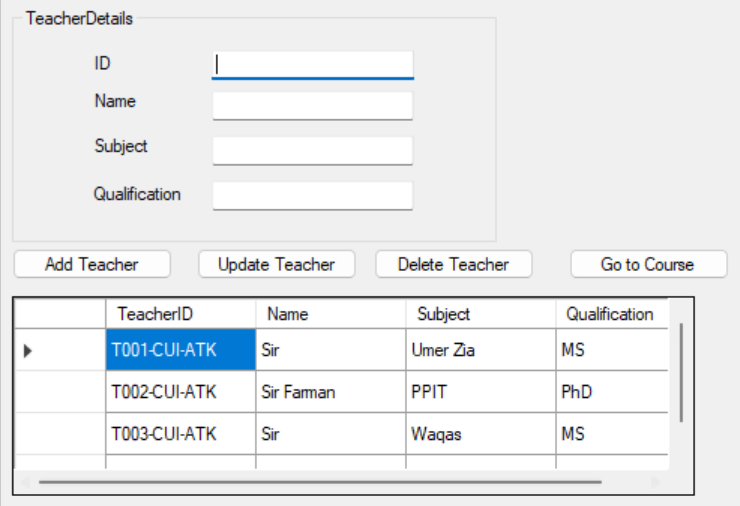 TeacherDetails
ID
Name
Subject
Qualification
Add Teacher Update Teacher Delete Teacher Go to Course
TeacherID Name Subject Qualification
T001-CUI-ATK Sir Umer Zia MS
T002-CUI-ATK Sir Farman PPIT PhD
T003-CUI-ATK Sir Waqas MS